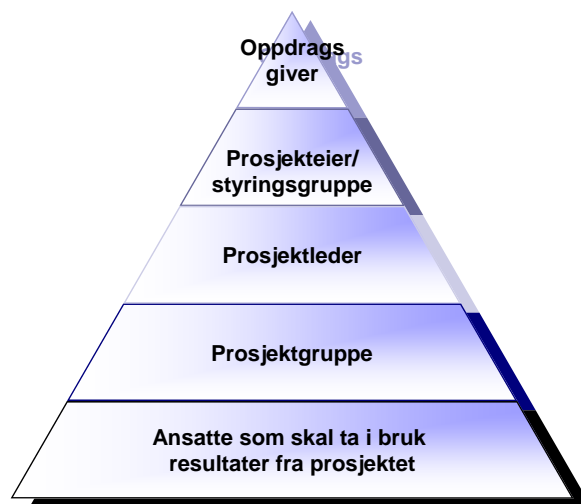 Oppdrags
giver
Prosjekteier/
styringsgruppe
Prosjektleder
Prosjektgruppe
Ansatte som skal ta i bruk
resultater fra prosjektet